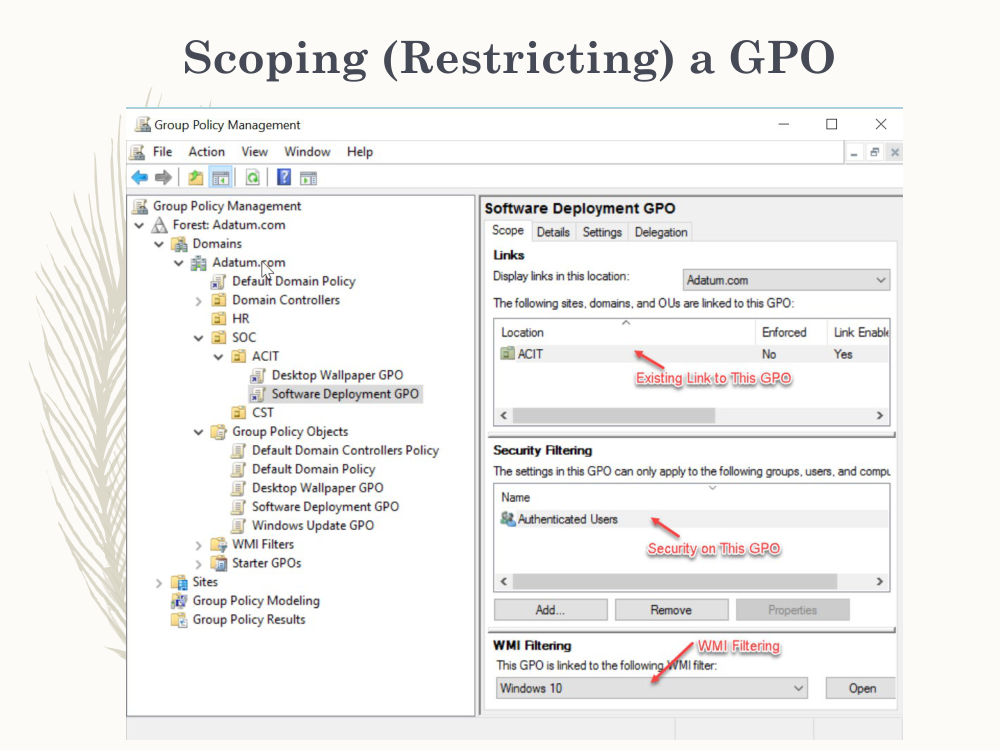 Scoping (Restricting) a GPO
Group Policy Management
File Action View Window Help
Group Policy Management
Forest: Adatum.com
Domains
Adatum.com
Default Domain Policy
Domain Controllers
HR
SOC
ACIT
Desktop Wallpaper GPO
Software Deployment GPO
CST
Group Policy Objects
Default Domain Controllers Policy
Default Domain Policy
Desktop Wallpaper GPO
Software Deployment GPO
Windows Update GPO
WMI Filters
Starter GPOs
Sites
Group Policy Modeling
Group Policy Results
Software Deployment GPO
Scope Details Settings Delegation
Links
Display links in this location: Adatum.com
The following sites, domains, and OUs are linked to this GPO:
Location Enforced Link Enable
ACIT No Yes
Existing Link to This GPO
Security Filtering
The settings in this GPO can only apply to the following groups, users, and compu
Name
Authenticated Users
Security on This GPO
Add... Remove Properties
WMI Filtering
WMI Filtering
This GPO is linked to the following WMI filter:
Windows 10 Open